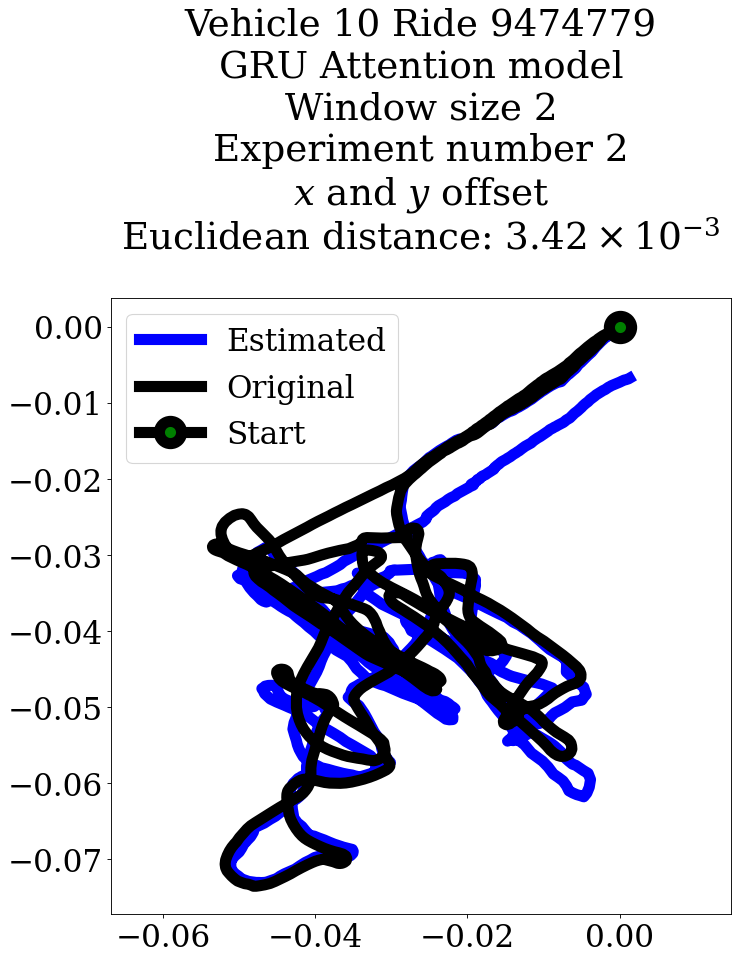 Vehicle 10 Ride 9474779
GRU Attention model
Window size 2
Experiment number 2
x and y offset
Euclidean distance: 3.42 × 10⁻³
Estimated
Original
Start
0.00
−0.01
−0.02
−0.03
−0.04
−0.05
−0.06
−0.07
−0.06 −0.04 −0.02 0.00